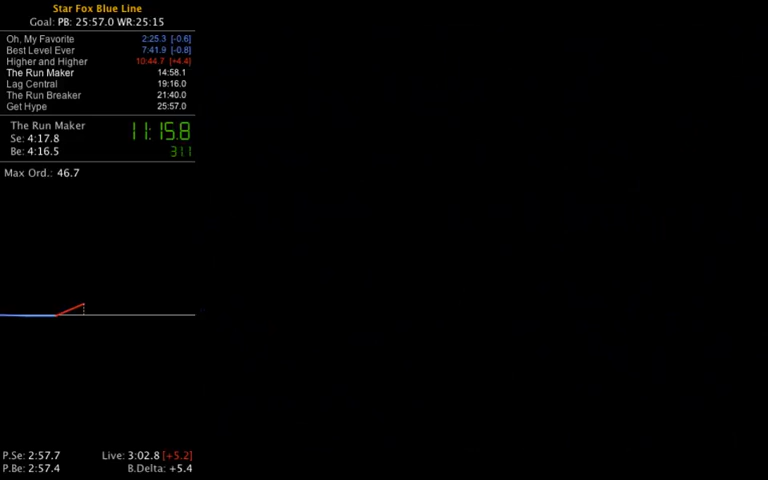 Star Fox Blue Line
Goal: PB: 25:57.0 WR:25:15
Oh, My Favorite 2:25.3 [-0.6]
Best Level Ever 7:41.9 [-0.8]
Higher and Higher 10:44.7 [+4.4]
The Run Maker 14:58.1
Lag Central 19:16.0
The Run Breaker 21:40.0
Get Hype 25:57.0
The Run Maker 11:15.8
Se: 4:17.8
Be: 4:16.5 311
Max Ord.: 46.7
P.Se: 2:57.7 Live: 3:02.8 [+5.2]
P.Be: 2:57.4 B.Delta: +5.4